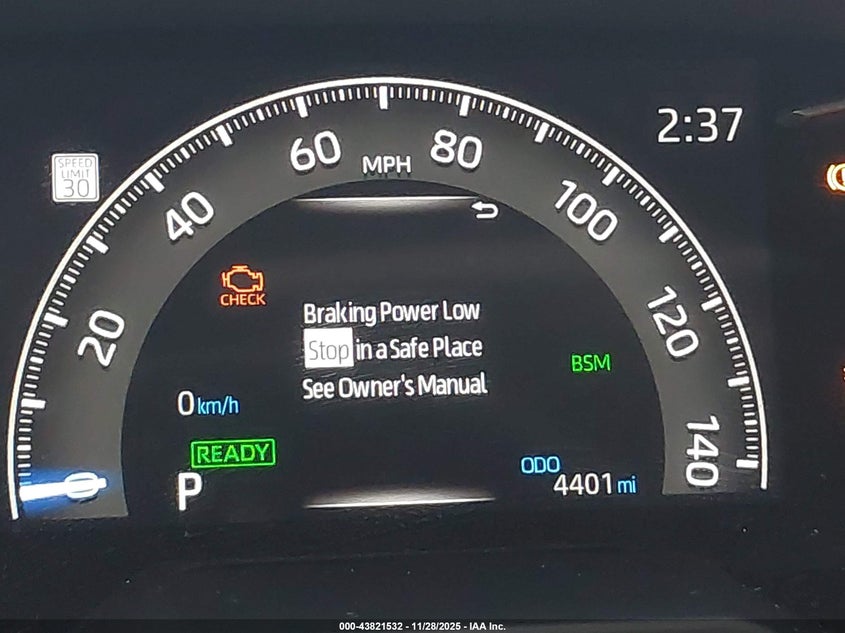 2:37
SPEED
LIMIT
30
60 MPH 80
40 100
20 120
140
CHECK
Braking Power Low
Stop in a Safe Place
See Owner's Manual
BSM
0 km/h
READY
P
0
ODO
4401 mi
000-43821532 - 11/28/2025 - IAA Inc.